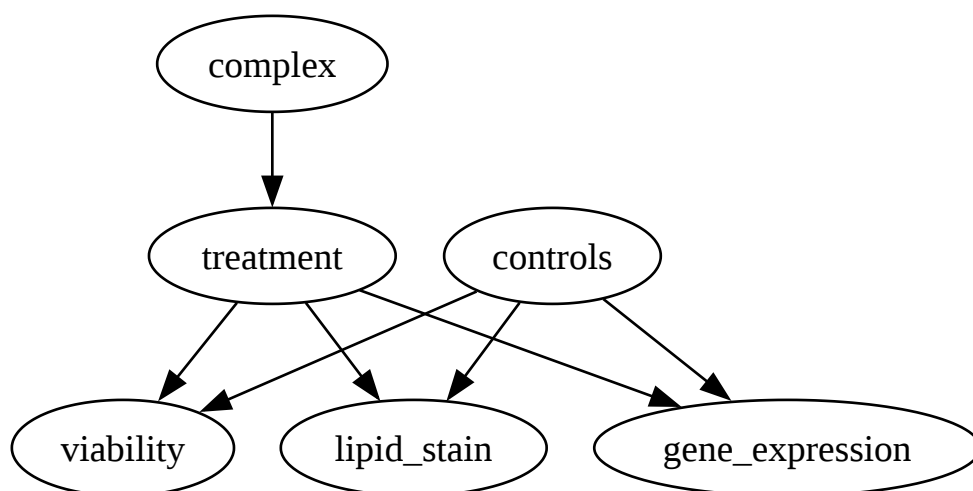 complex
treatment
controls
viability
lipid_stain
gene_expression